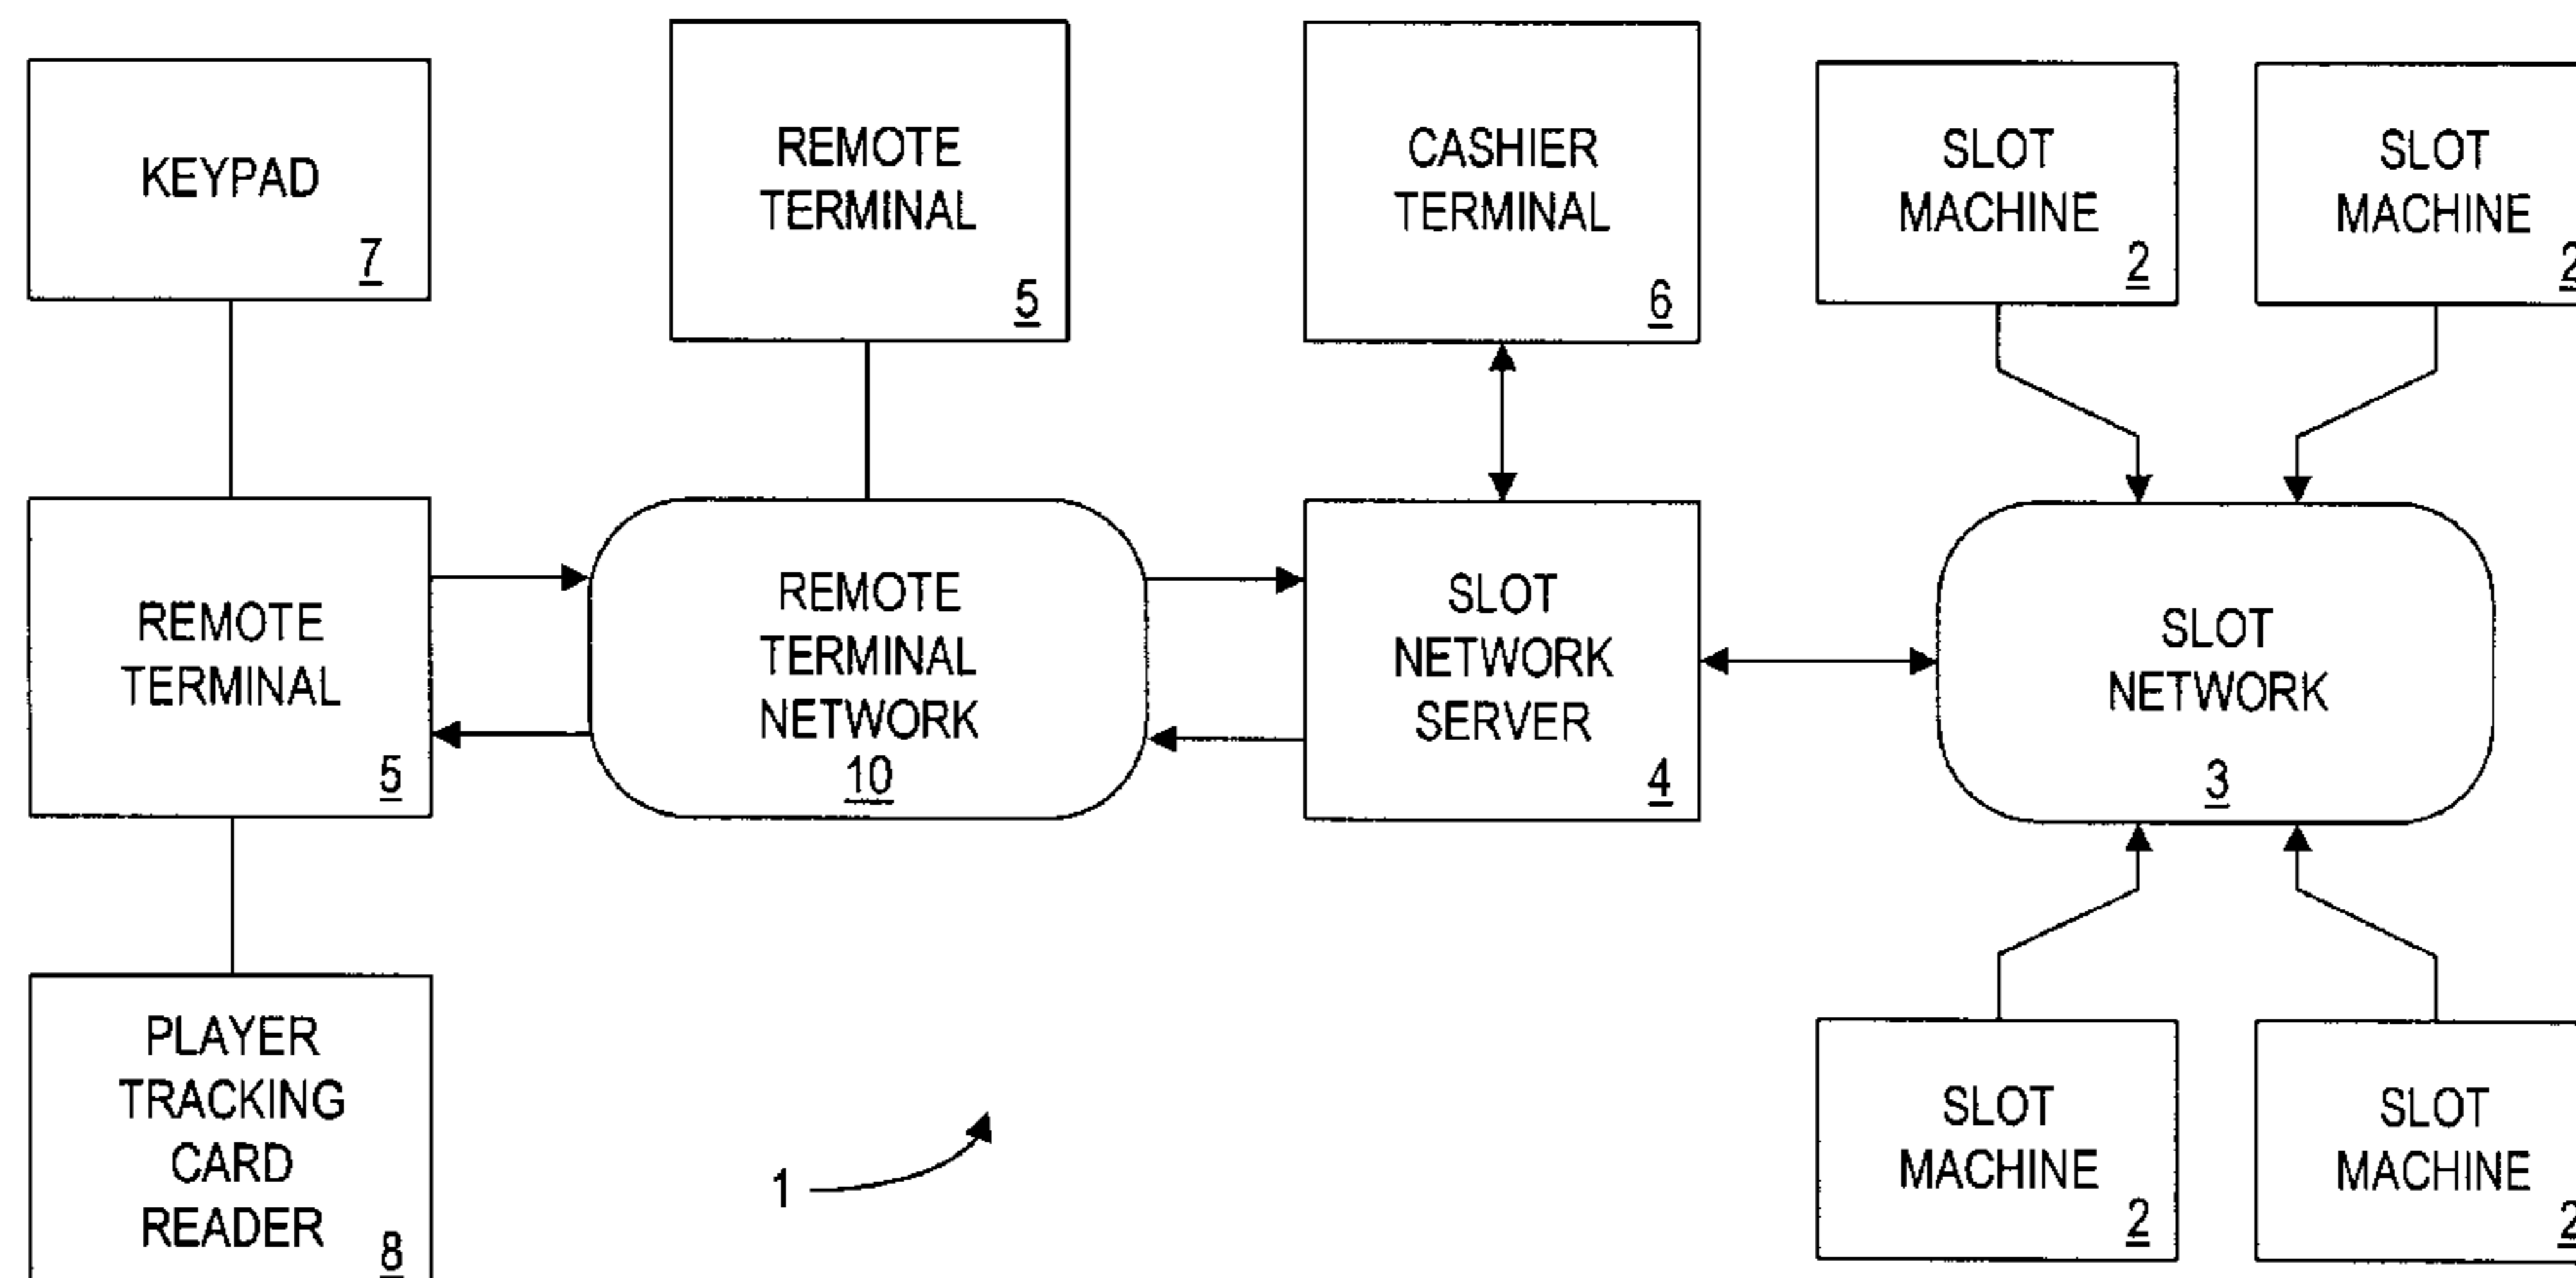 KEYPAD
7
REMOTE
TERMINAL
5
CASHIER
TERMINAL
6
SLOT
MACHINE
2
SLOT
MACHINE
2
REMOTE
TERMINAL
5
REMOTE
TERMINAL
NETWORK
10
SLOT
NETWORK
SERVER
4
SLOT
NETWORK
3
PLAYER
TRACKING
CARD
READER
8
1
SLOT
MACHINE
2
SLOT
MACHINE
2